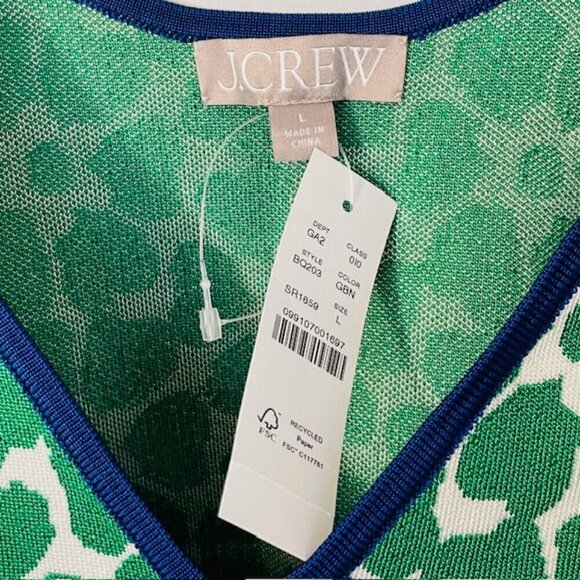 J.CREW
L
MADE IN
CHINA
DEPT CLASS
GA2 010
STYLE COLOR
BQ203 GBN
SIZE
SR1659 L
099107001697
FSC
RECYCLED
Paper
FSC® C117781